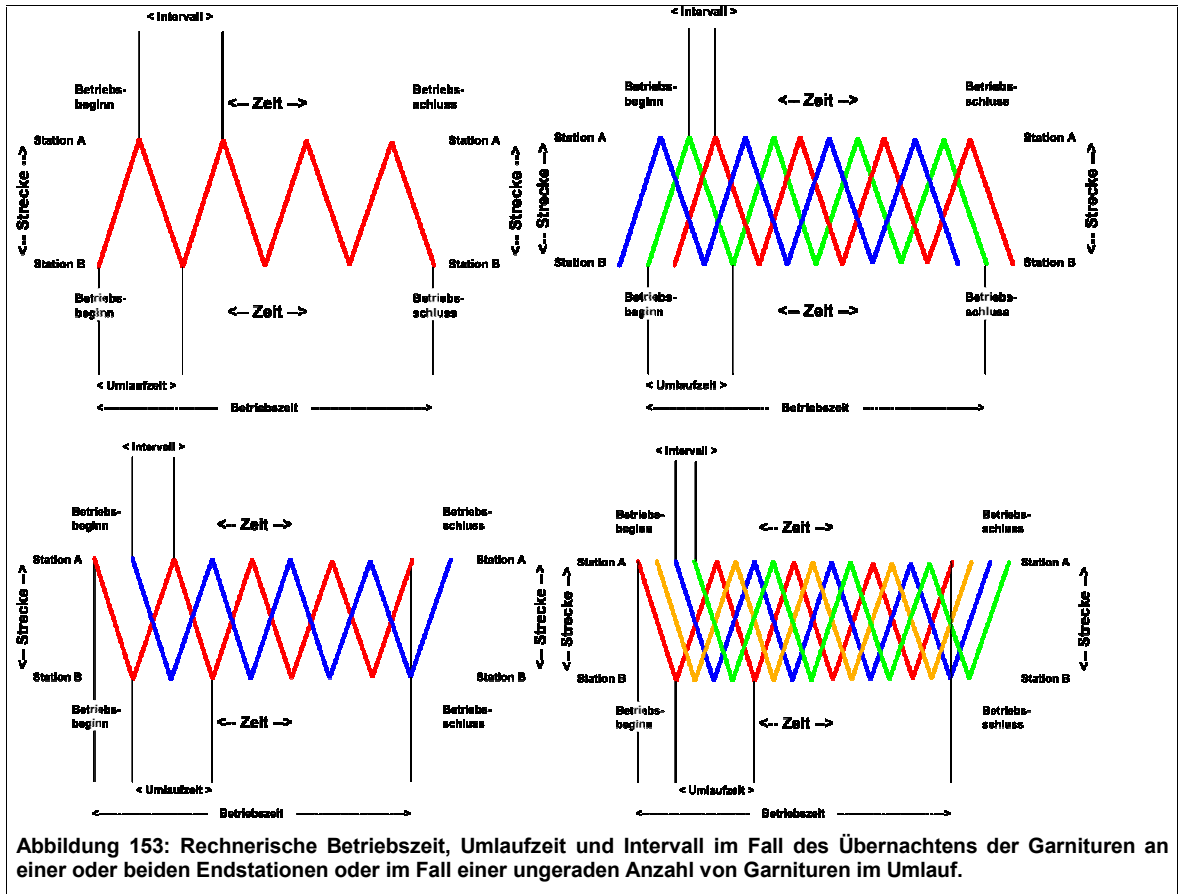 < Intervall >
Betriebs-
beginn
<-- Zeit -->
Betriebs-
schluss
Station A
Station A
<-- Strecke -->
<-- Strecke -->
Station B
Station B
Betriebs-
beginn
<-- Zeit -->
Betriebs-
schluss
< Umlaufzeit >
Betriebszeit
< Intervall >
Betriebs-
beginn
<-- Zeit -->
Betriebs-
schluss
Station A
Station A
<-- Strecke -->
<-- Strecke -->
Station B
Station B
Betriebs-
beginn
<-- Zeit -->
Betriebs-
schluss
< Umlaufzeit >
Betriebszeit
< Intervall >
Betriebs-
beginn
<-- Zeit -->
Betriebs-
schluss
Station A
Station A
<-- Strecke -->
<-- Strecke -->
Station B
Station B
Betriebs-
beginn
<-- Zeit -->
Betriebs-
schluss
< Umlaufzeit >
Betriebszeit
< Intervall >
Betriebs-
beginn
<-- Zeit -->
Betriebs-
schluss
Station A
Station A
<-- Strecke -->
<-- Strecke -->
Station B
Station B
Betriebs-
beginn
<-- Zeit -->
Betriebs-
schluss
< Umlaufzeit >
Betriebszeit
Abbildung 153: Rechnerische Betriebszeit, Umlaufzeit und Intervall im Fall des Übernachtens der Garnituren an
einer oder beiden Endstationen oder im Fall einer ungeraden Anzahl von Garnituren im Umlauf.